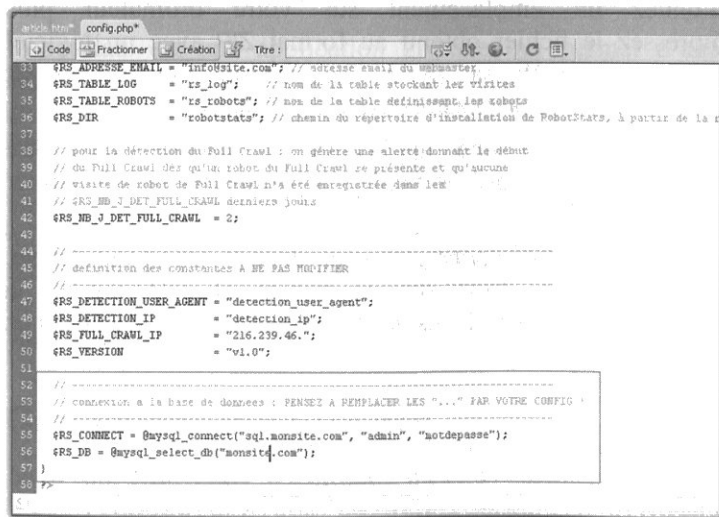 article.htm* config.php*
Code Fractionner Création Titre :
33 $RS_ADRESSE_EMAIL = "info@site.com"; // adresse email du webmaster
34 $RS_TABLE_LOG = "rs_log"; // nom de la table stockant les visites
35 $RS_TABLE_ROBOTS = "rs_robots"; // nom de la table definissant les robots
36 $RS_DIR = "robotstats"; // chemin du répertoire d'installation de RobotStats, à partir de la
37
38 // pour la détection du Full Crawl : on génère une alerte donnant le début
39 // du Full Crawl dès qu'un robot du Full Crawl se présente et qu'aucune
40 // visite de robot de Full Crawl n'a été enregistrée dans les
41 // $RS_NB_J_DET_FULL_CRAWL derniers jours
42 $RS_NB_J_DET_FULL_CRAWL = 2;
43
44 // ---------------------------------------------------------------------------
45 // definition des constantes A NE PAS MODIFIER
46 // ---------------------------------------------------------------------------
47 $RS_DETECTION_USER_AGENT = "detection_user_agent";
48 $RS_DETECTION_IP = "detection_ip";
49 $RS_FULL_CRAWL_IP = "216.239.46.";
50 $RS_VERSION = "v1.0";
51
52 // ---------------------------------------------------------------------------
53 // connexion a la base de donnees : PENSEZ A REMPLACER LES "..." PAR VOTRE CONFIG
54 // ---------------------------------------------------------------------------
55 $RS_CONNECT = @mysql_connect("sql.monsite.com", "admin", "motdepasse");
56 $RS_DB = @mysql_select_db("monsite.com");
57 }
58 ?>